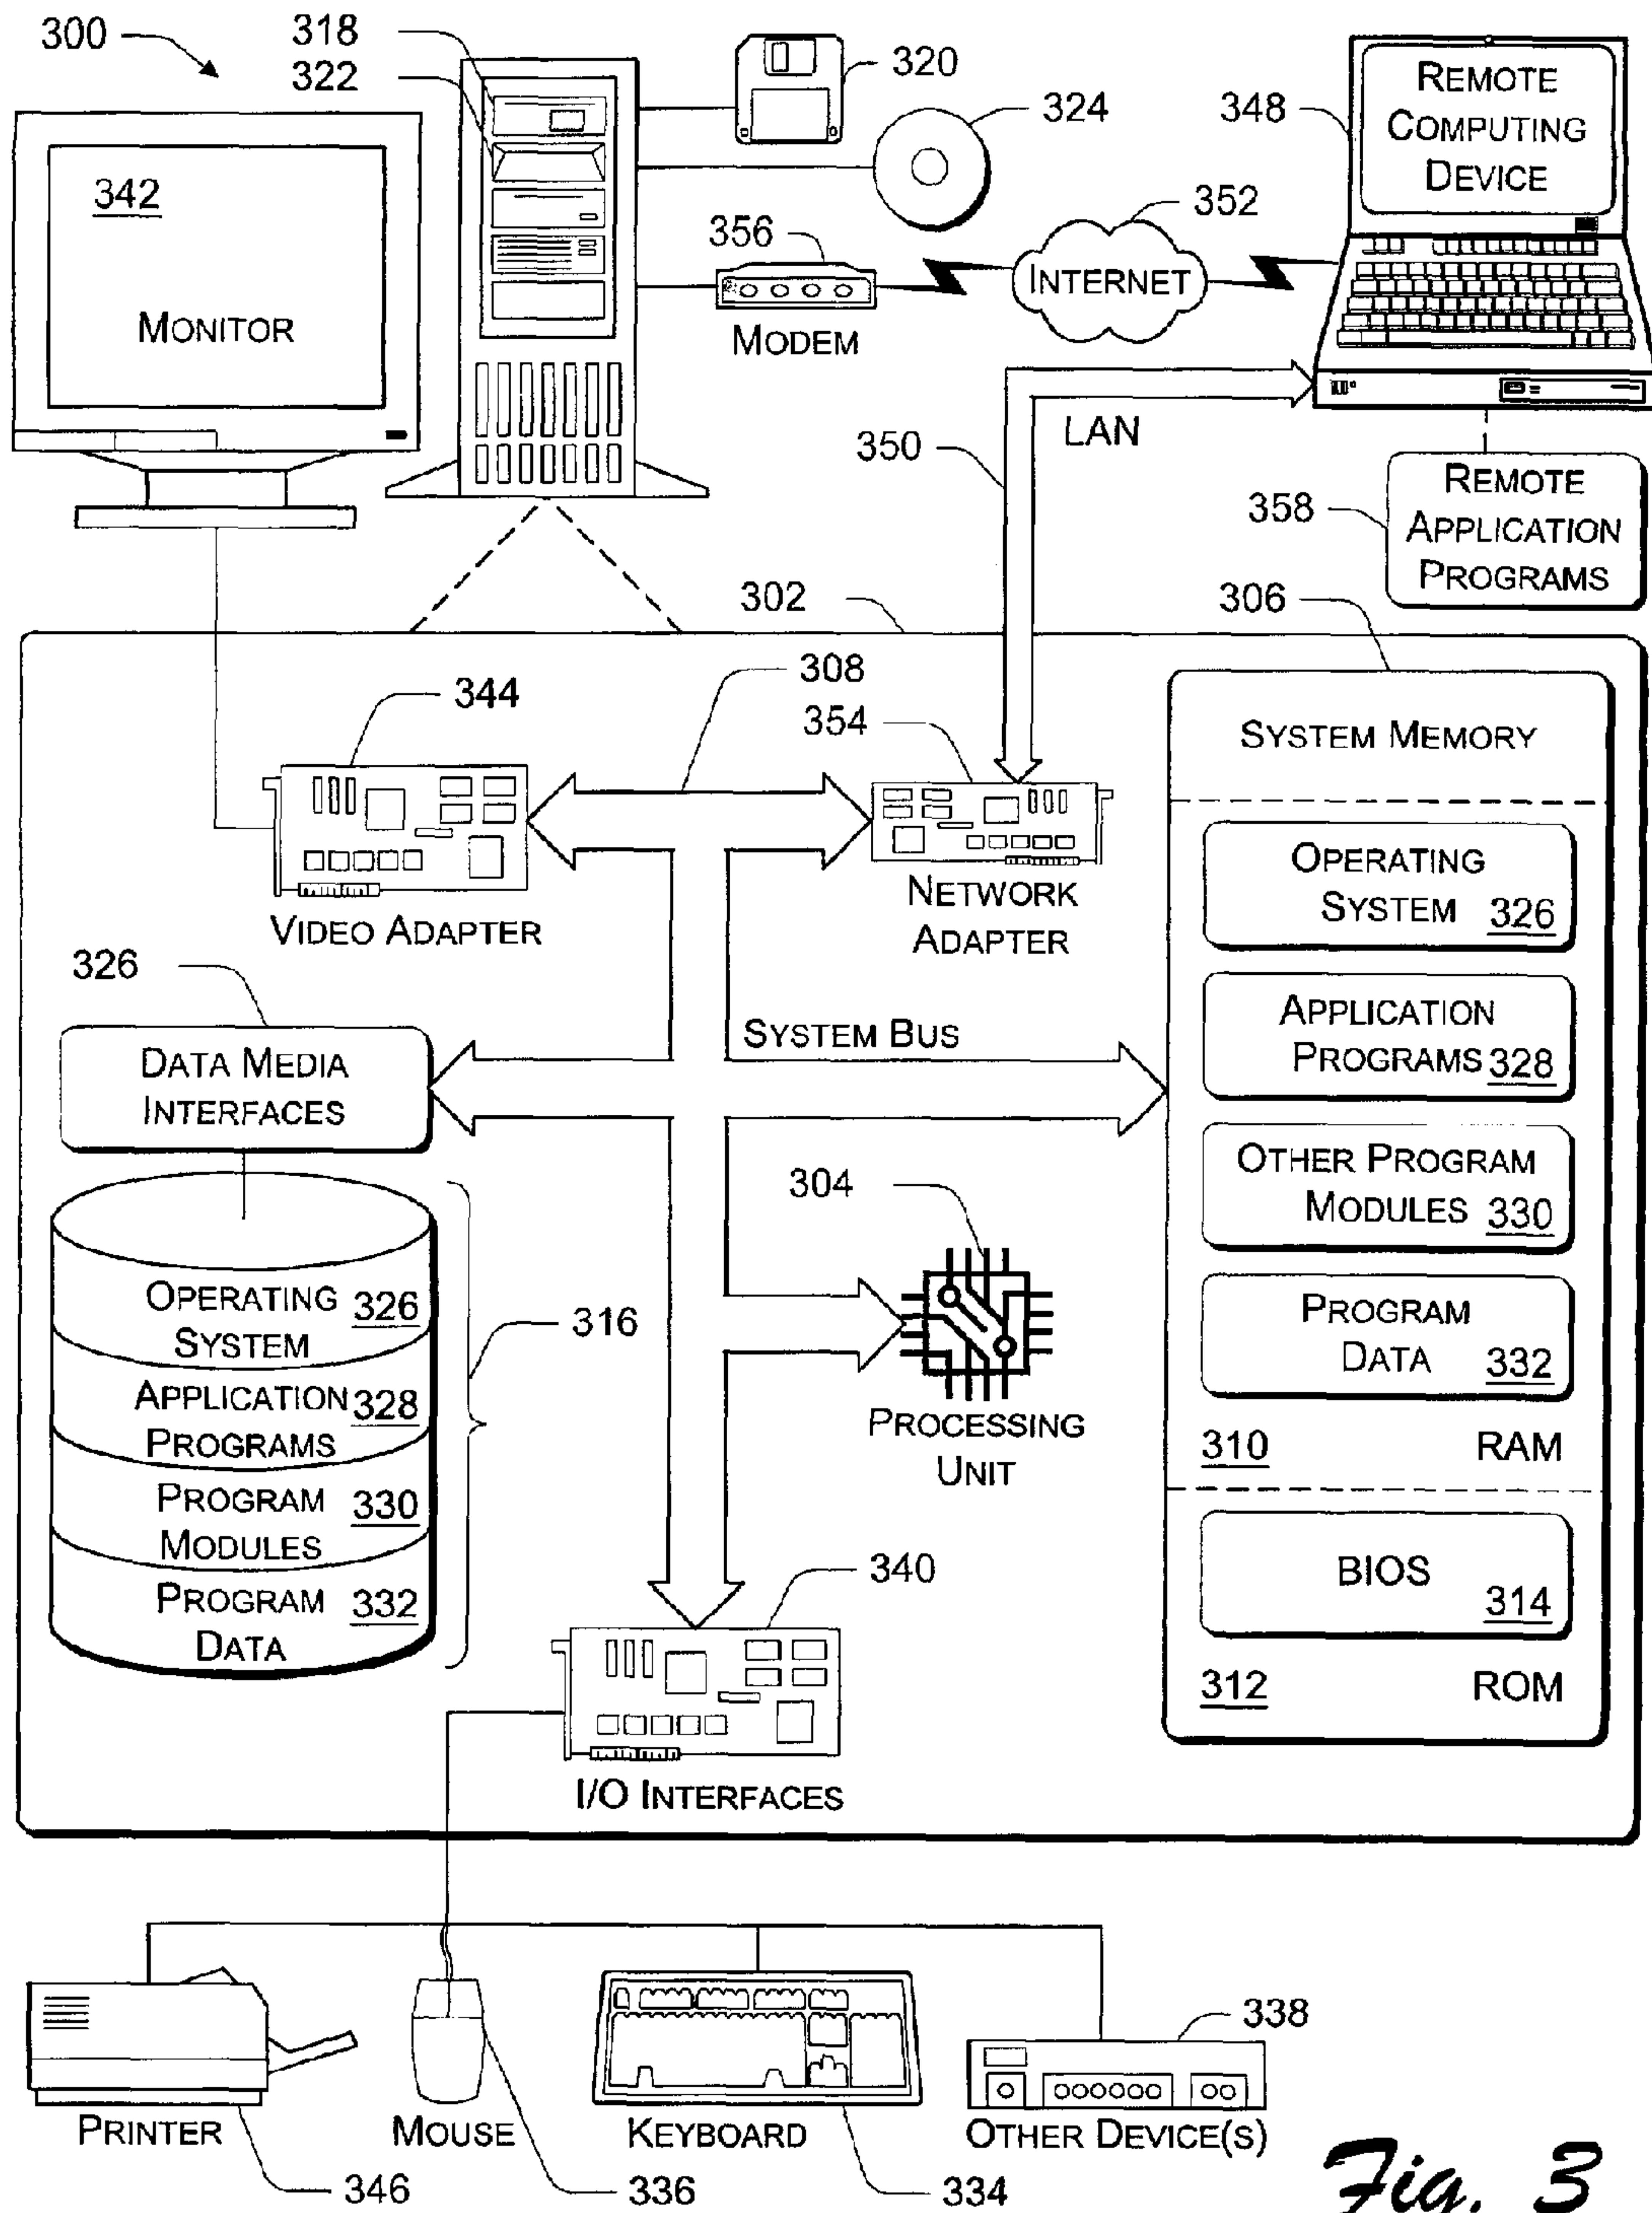 300
318
322
320
324
348
REMOTE
COMPUTING
DEVICE
342
MONITOR
356
MODEM
352
INTERNET
LAN
350
358
REMOTE
APPLICATION
PROGRAMS
302
306
308
344
354
VIDEO ADAPTER
NETWORK
ADAPTER
SYSTEM MEMORY
OPERATING
SYSTEM 326
APPLICATION
PROGRAMS 328
OTHER PROGRAM
MODULES 330
PROGRAM
DATA 332
310 RAM
BIOS
314
312 ROM
326
DATA MEDIA
INTERFACES
SYSTEM BUS
OPERATING 326
SYSTEM
APPLICATION 328
PROGRAMS
PROGRAM 330
MODULES
PROGRAM 332
DATA
316
304
PROCESSING
UNIT
340
I/O INTERFACES
PRINTER
346
MOUSE
336
KEYBOARD
334
338
OTHER DEVICE(S)
Fig. 3